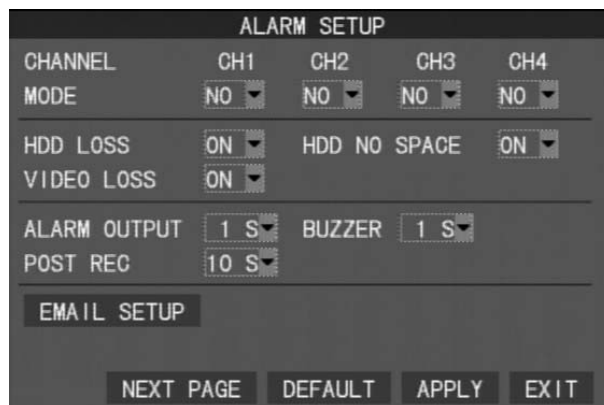 ALARM SETUP
CHANNEL CH1 CH2 CH3 CH4
MODE NO NO NO NO
HDD LOSS ON HDD NO SPACE ON
VIDEO LOSS ON
ALARM OUTPUT 1 S BUZZER 1 S
POST REC 10 S
EMAIL SETUP
NEXT PAGE DEFAULT APPLY EXIT